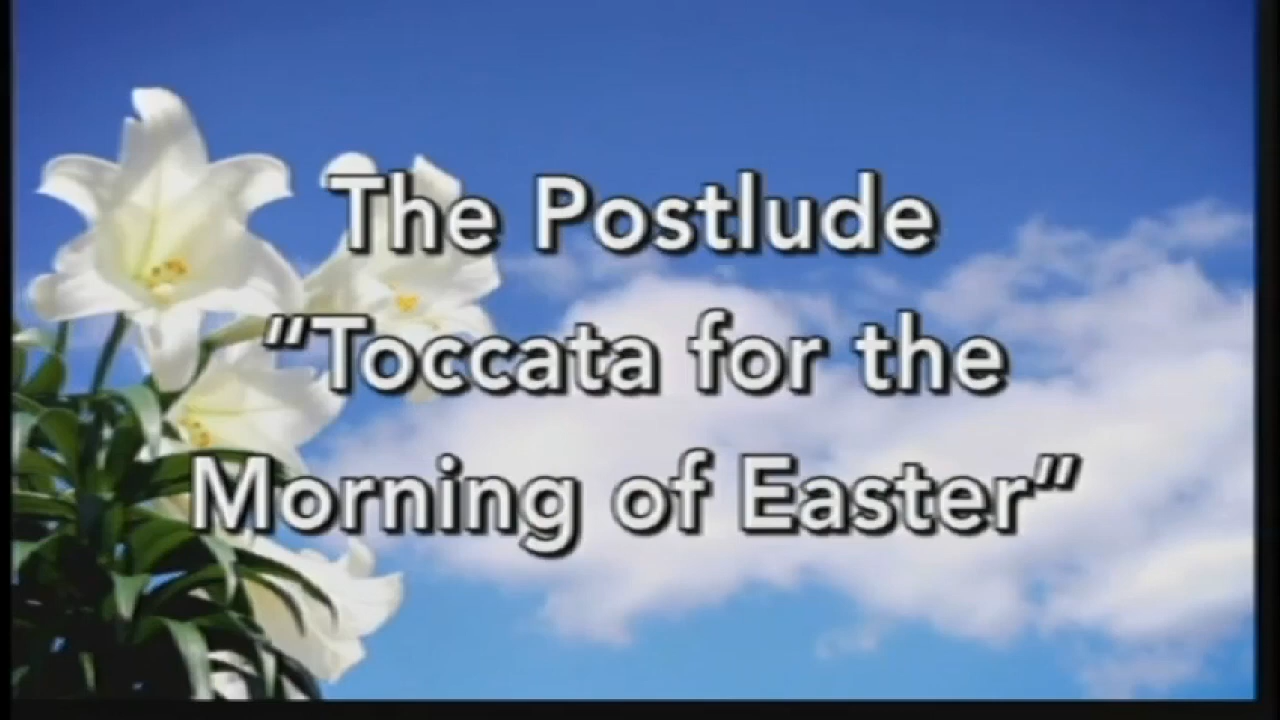 The Postlude
"Toccata for the
Morning of Easter"